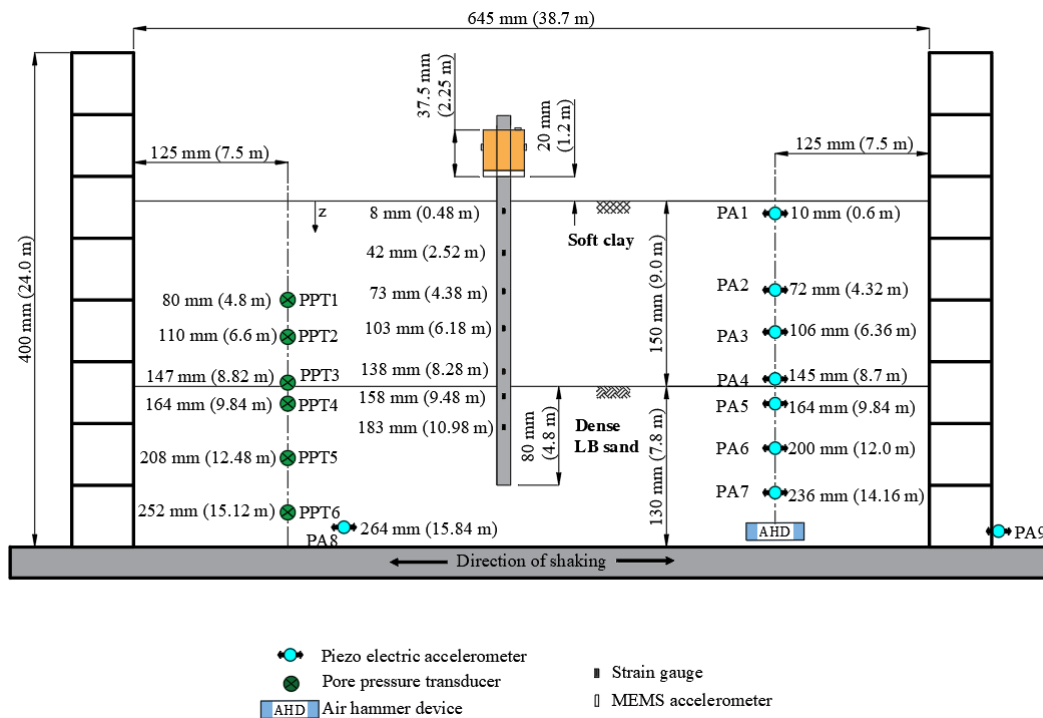 645 mm (38.7 m)
400 mm (24.0 m)
37.5 mm
(2.25 m)
20 mm
(1.2 m)
125 mm (7.5 m)
125 mm (7.5 m)
z
8 mm (0.48 m)
Soft clay
PA1
10 mm (0.6 m)
42 mm (2.52 m)
150 mm (9.0 m)
80 mm (4.8 m)
PPT1
73 mm (4.38 m)
PA2
72 mm (4.32 m)
110 mm (6.6 m)
PPT2
103 mm (6.18 m)
PA3
106 mm (6.36 m)
147 mm (8.82 m)
PPT3
138 mm (8.28 m)
PA4
145 mm (8.7 m)
164 mm (9.84 m)
PPT4
158 mm (9.48 m)
PA5
164 mm (9.84 m)
183 mm (10.98 m)
80 mm
(4.8 m)
Dense
LB sand
130 mm (7.8 m)
208 mm (12.48 m)
PPT5
PA6
200 mm (12.0 m)
PA7
236 mm (14.16 m)
252 mm (15.12 m)
PPT6
PA8
264 mm (15.84 m)
AHD
PA9
Direction of shaking
Piezo electric accelerometer
Pore pressure transducer
AHD
Air hammer device
Strain gauge
MEMS accelerometer